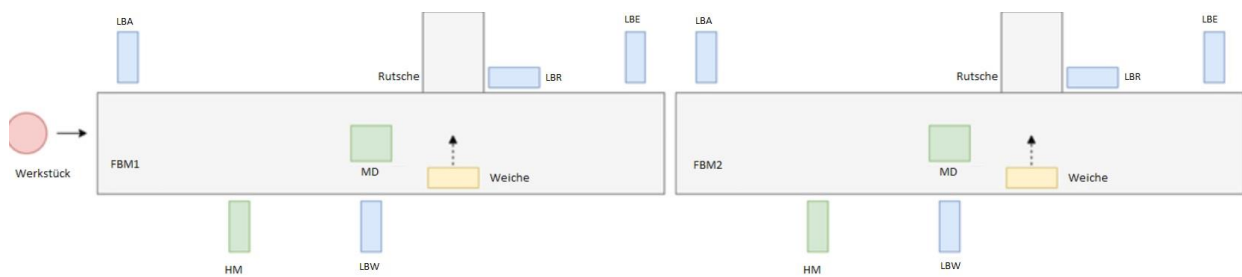 LBA
LBE
LBA
LBE
Rutsche
LBR
Rutsche
LBR
Werkstück
FBM1
MD
Weiche
FBM2
MD
Weiche
HM
LBW
HM
LBW